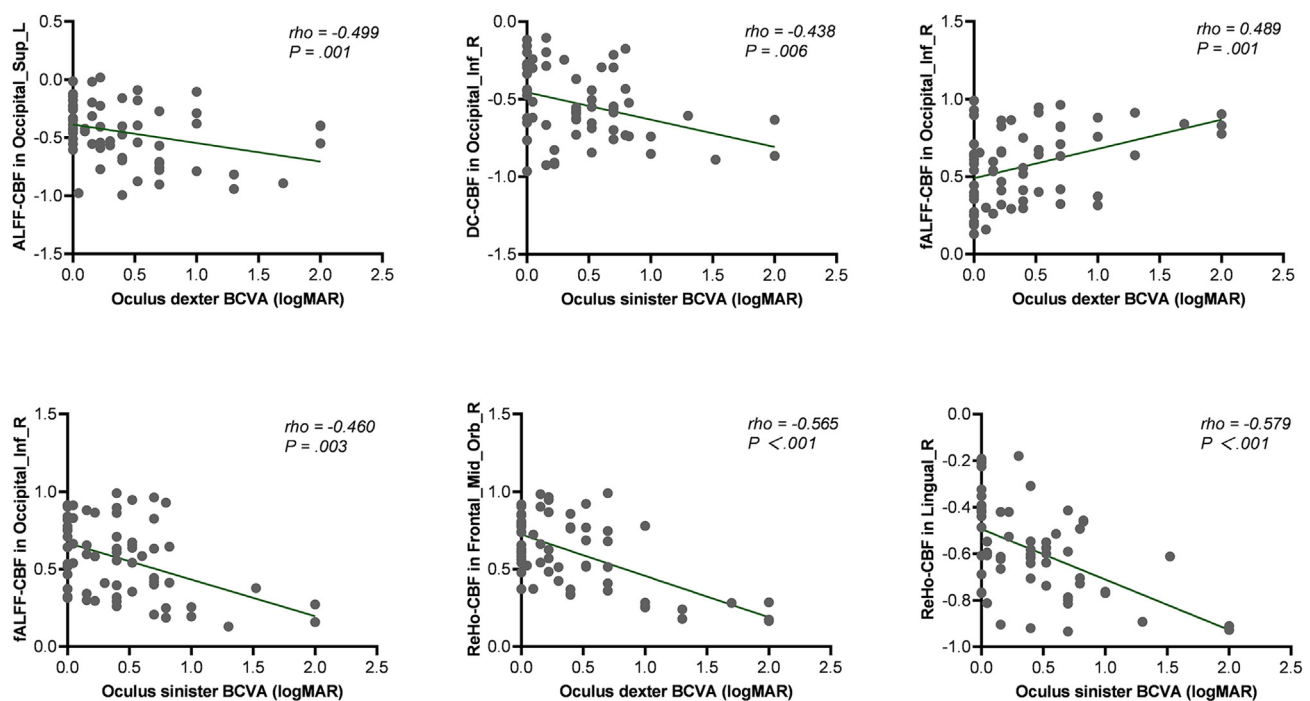 ALFF-CBF in Occipital_Sup_L
0.5
0.0
-0.5
-1.0
-1.5
rho = -0.499
P = .001
0.0 0.5 1.0 1.5 2.0 2.5
Oculus dexter BCVA (logMAR)
DC-CBF in Occipital_Inf_R
0.0
-0.5
-1.0
-1.5
rho = -0.438
P = .006
0.0 0.5 1.0 1.5 2.0 2.5
Oculus sinister BCVA (logMAR)
fALFF-CBF in Occipital_Inf_R
1.5
1.0
0.5
0.0
rho = 0.489
P = .001
0.0 0.5 1.0 1.5 2.0 2.5
Oculus dexter BCVA (logMAR)
fALFF-CBF in Occipital_Inf_R
1.5
1.0
0.5
0.0
rho = -0.460
P = .003
0.0 0.5 1.0 1.5 2.0 2.5
Oculus sinister BCVA (logMAR)
ReHo-CBF in Frontal_Mid_Orb_R
1.5
1.0
0.5
0.0
rho = -0.565
P <.001
0.0 0.5 1.0 1.5 2.0 2.5
Oculus dexter BCVA (logMAR)
ReHo-CBF in Lingual_R
0.0
-0.2
-0.4
-0.6
-0.8
-1.0
rho = -0.579
P <.001
0.0 0.5 1.0 1.5 2.0 2.5
Oculus sinister BCVA (logMAR)